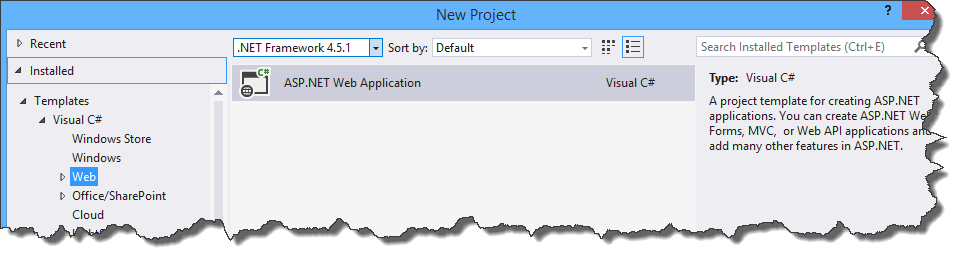 New Project
? ×
Recent
.NET Framework 4.5.1 Sort by: Default
Search Installed Templates (Ctrl+E)
Installed
Templates
Visual C#
Windows Store
Windows
Web
Office/SharePoint
Cloud
C#
ASP.NET Web Application Visual C#
Type: Visual C#
A project template for creating ASP.NET
applications. You can create ASP.NET We
Forms, MVC, or Web API applications and
add many other features in ASP.NET.